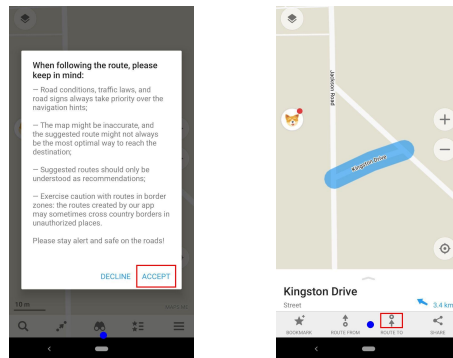 When following the route, please
keep in mind:
— Road conditions, traffic laws, and
road signs always take priority over the
navigation hints;
— The map might be inaccurate, and
the suggested route might not always
be the most optimal way to reach the
destination;
— Suggested routes should only be
understood as recommendations;
— Exercise caution with routes in border
zones: the routes created by our app
may sometimes cross country borders in
unauthorized places.
Please stay alert and safe on the roads!
DECLINE ACCEPT
10 m
Jackson Road
Kingston Drive
Kingston Drive
Street
3.4 km
BOOKMARK ROUTE FROM ROUTE TO SHARE